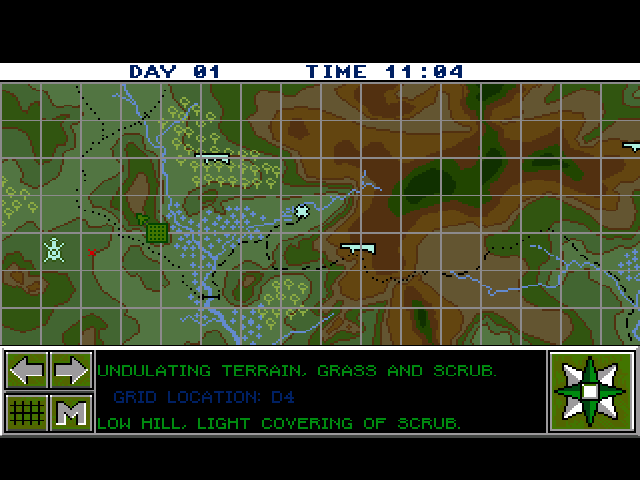 DAY 01 TIME 11:04
UNDULATING TERRAIN, GRASS AND SCRUB.
GRID LOCATION: D4
M
LOW HILL, LIGHT COVERING OF SCRUB.